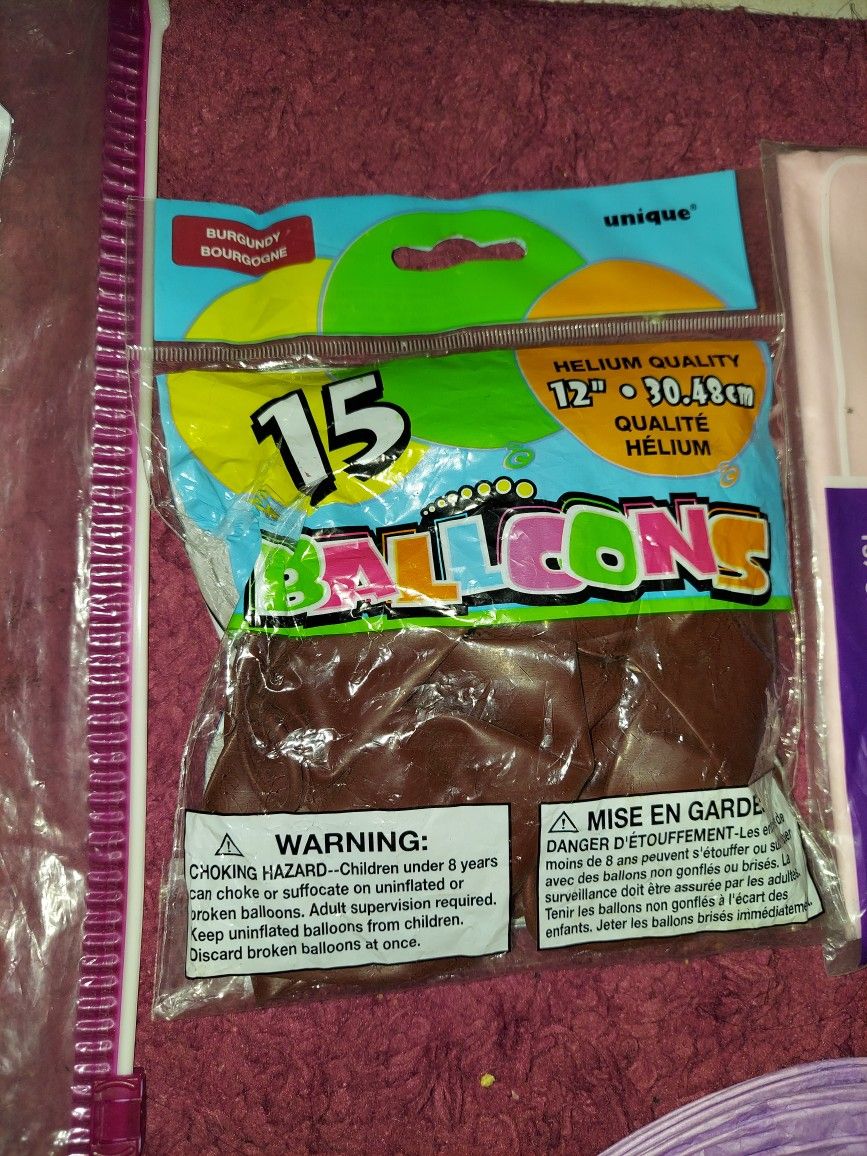 BURGUNDY
BOURGOGNE
unique®
15
HELIUM QUALITY
12" • 30.48cm
QUALITÉ
HÉLIUM
BALLOONS
WARNING:
CHOKING HAZARD--Children under 8 years
can choke or suffocate on uninflated or
broken balloons. Adult supervision required.
Keep uninflated balloons from children.
Discard broken balloons at once.
MISE EN GARDE
DANGER D'ÉTOUFFEMENT-Les de
moins de 8 ans peuvent s'étouffer ou
avec des ballons non gonflés ou brisés. La
surveillance doit être assurée par les adultes.
Tenir les ballons non gonflés à l'écart des
enfants. Jeter les ballons brisés